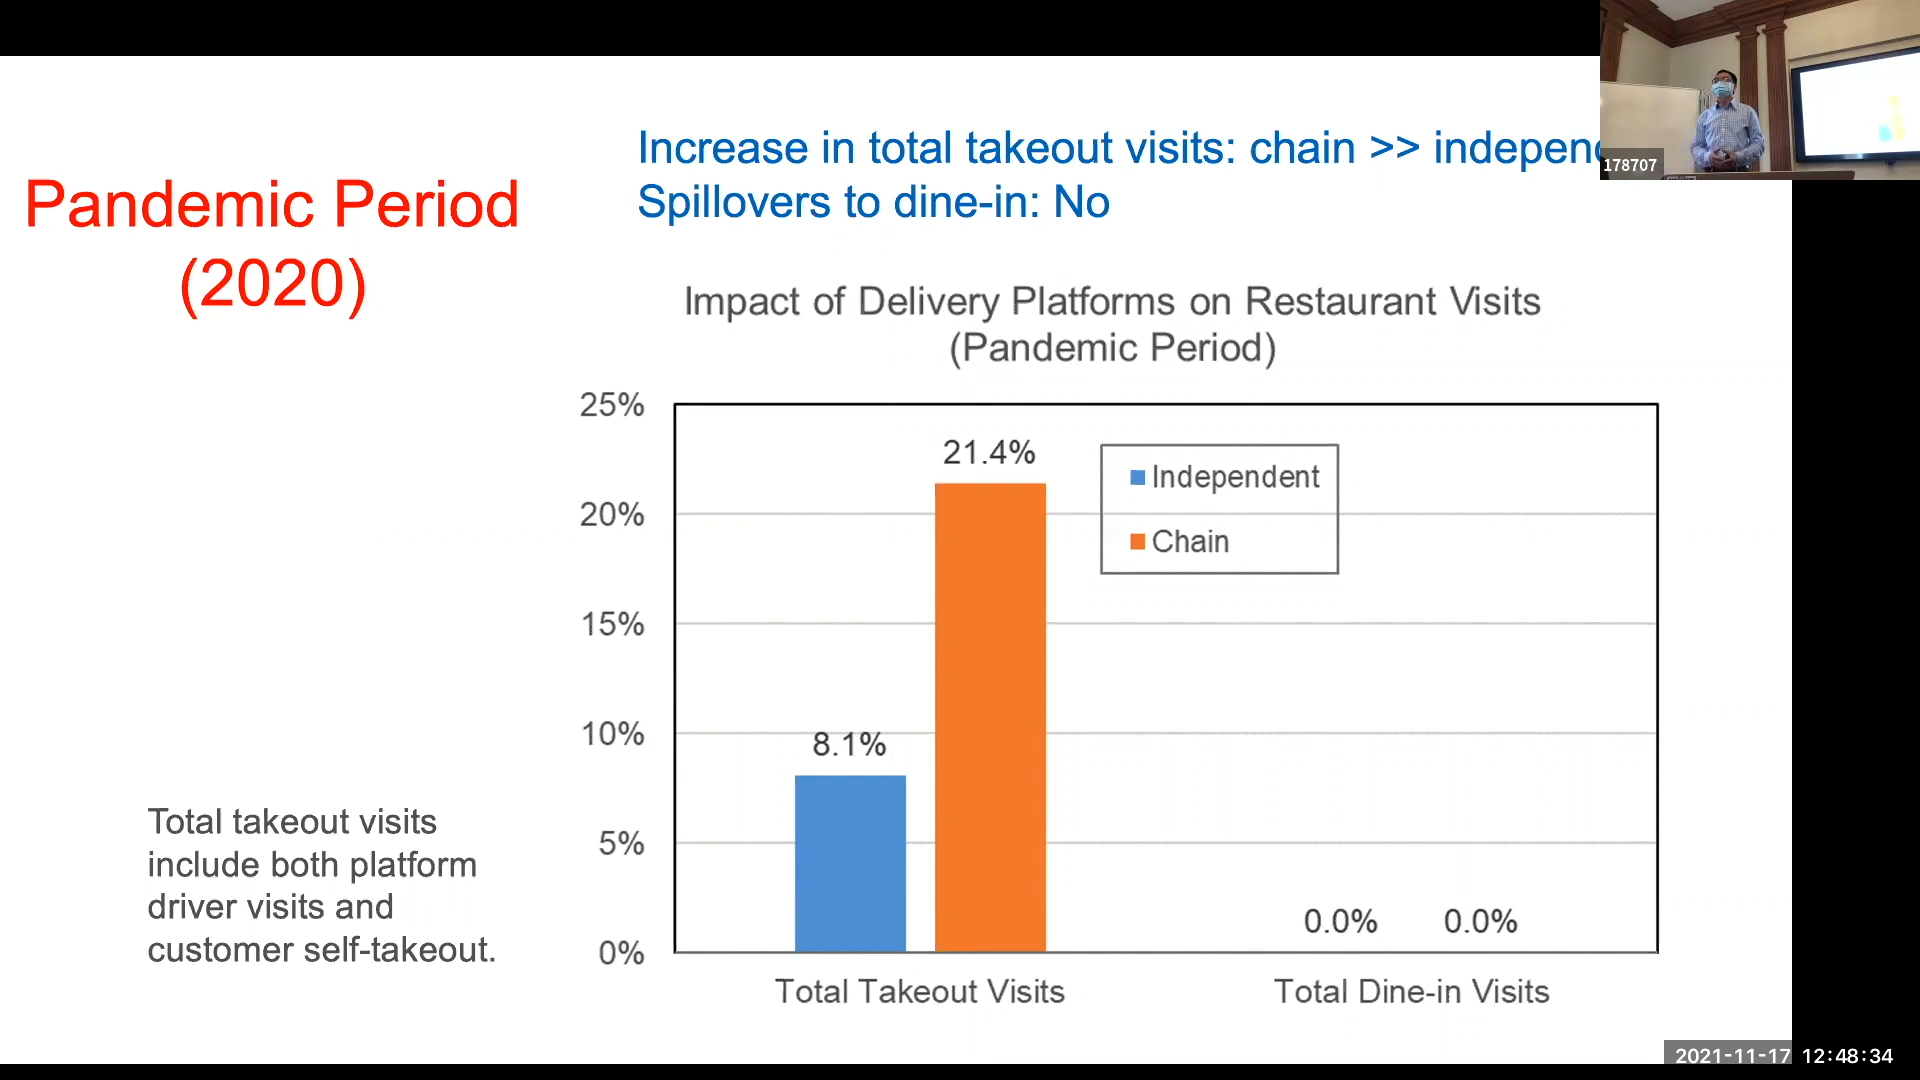 Increase in total takeout visits: chain >> independ
Spillovers to dine-in: No
178707
Pandemic Period
(2020)
Impact of Delivery Platforms on Restaurant Visits
(Pandemic Period)
25%
20%
15%
10%
5%
0%
21.4%
8.1%
0.0% 0.0%
Independent
Chain
Total Takeout Visits
Total Dine-in Visits
Total takeout visits
include both platform
driver visits and
customer self-takeout.
2021-11-17 12:48:34